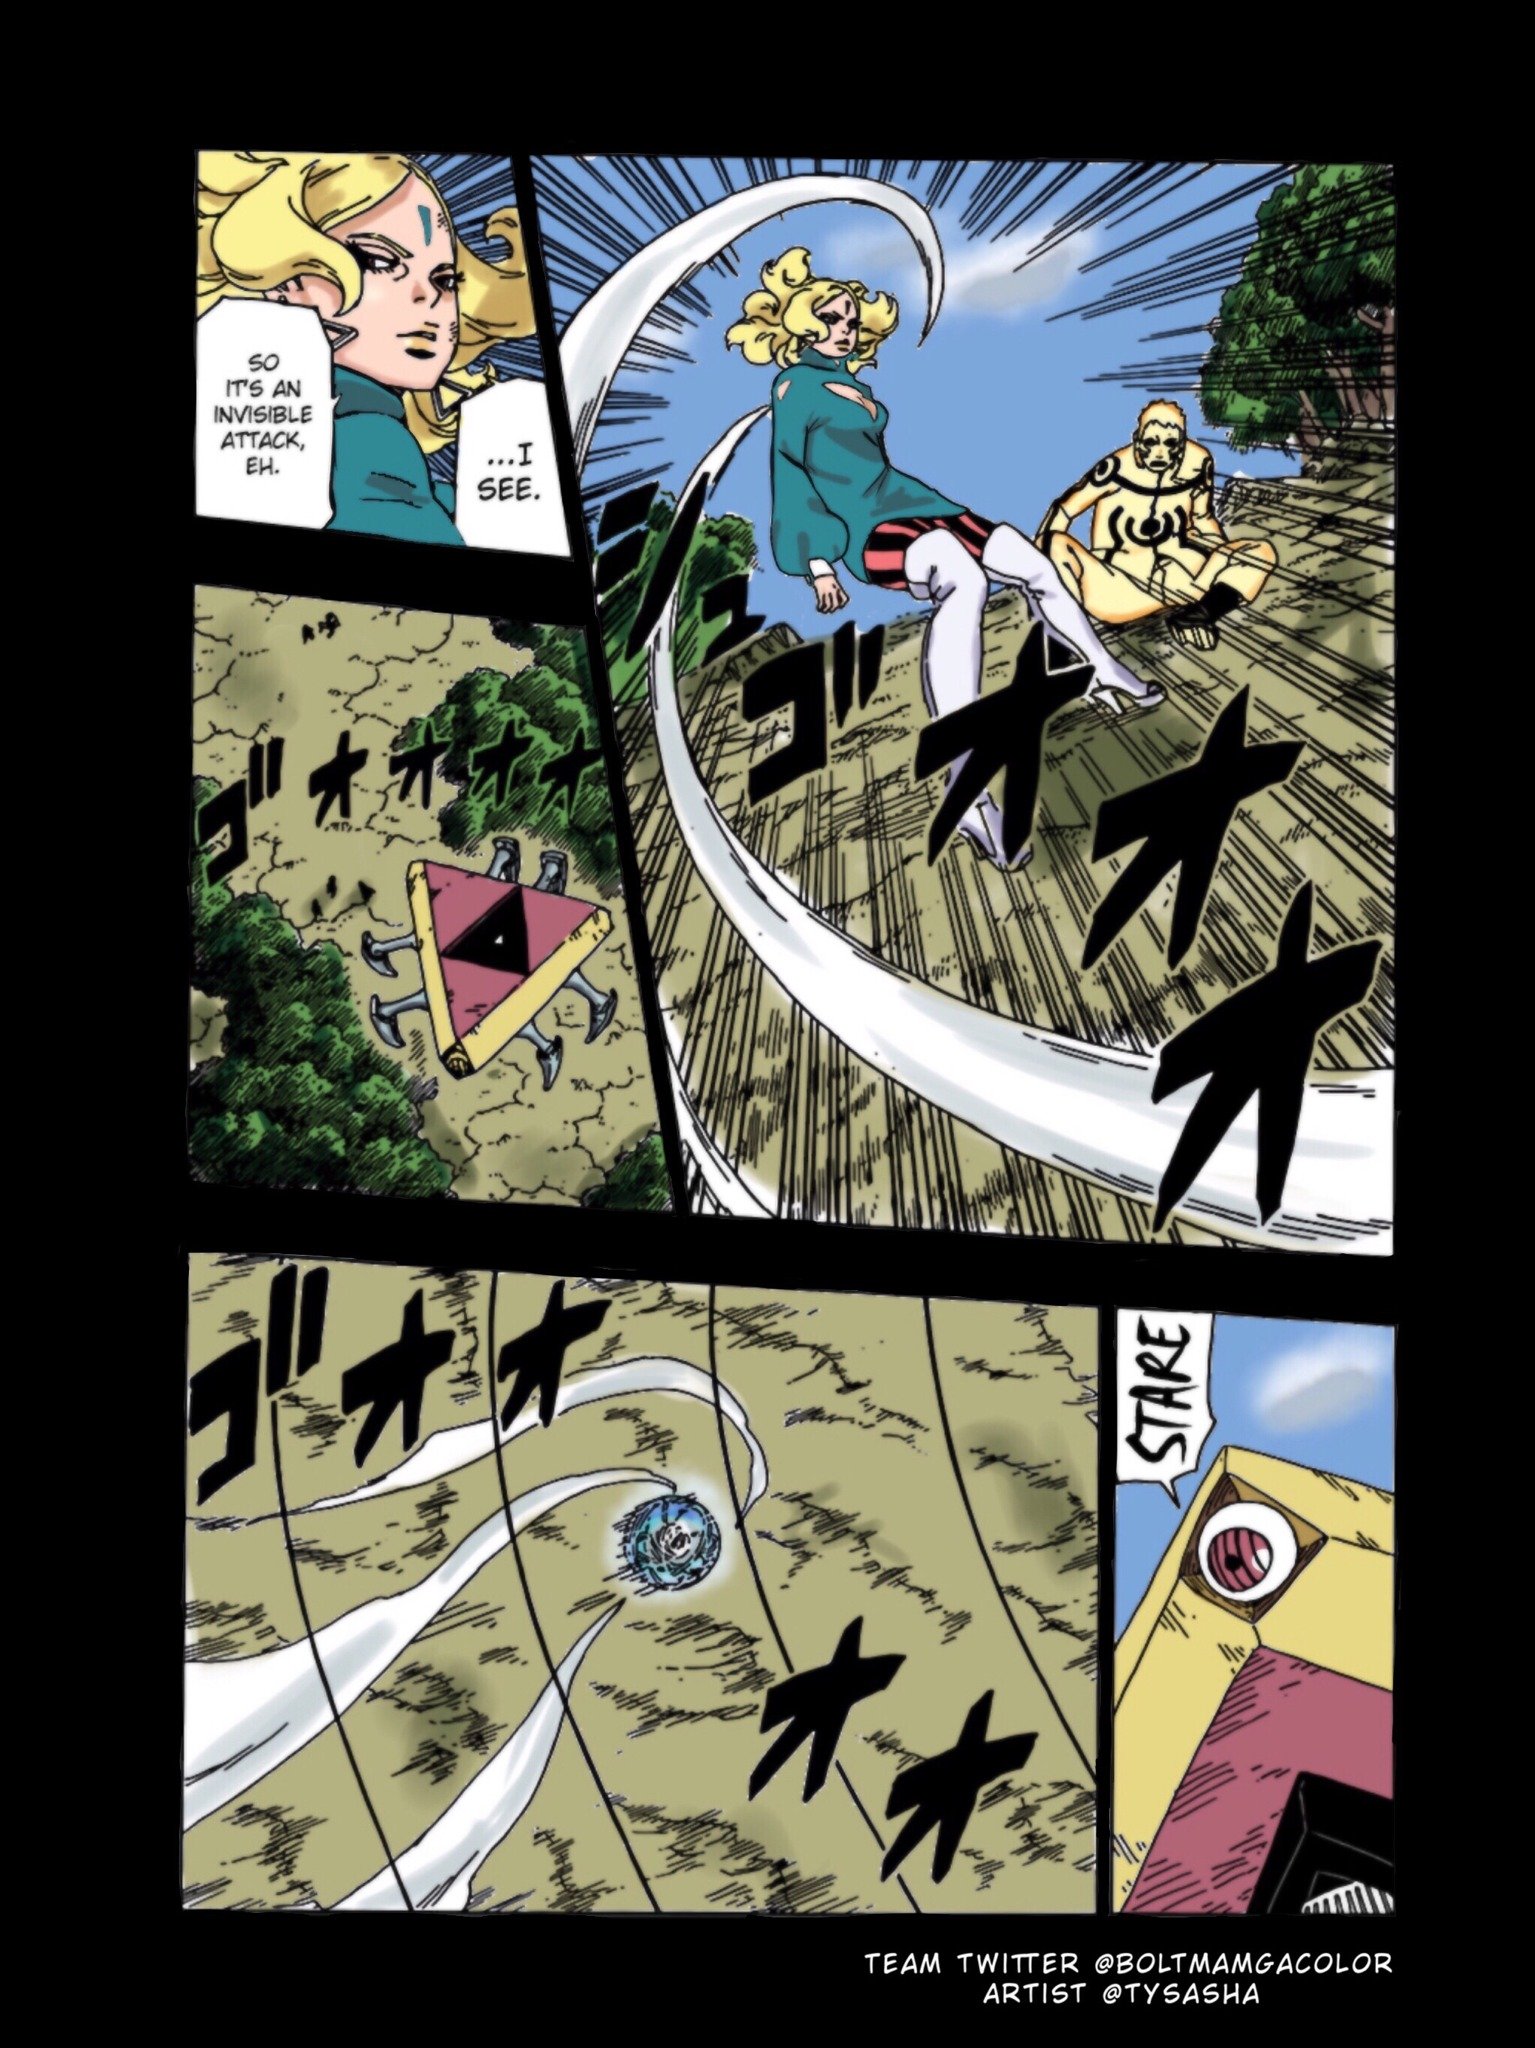 シュゴオオオ
...I
SEE.
SO
IT'S AN
INVISIBLE
ATTACK,
EH.
ゴオオオオ
STARE
ゴオオ
オオ
TEAM TWITTER @BOLTMAMGACOLOR
ARTIST @TYSASHA